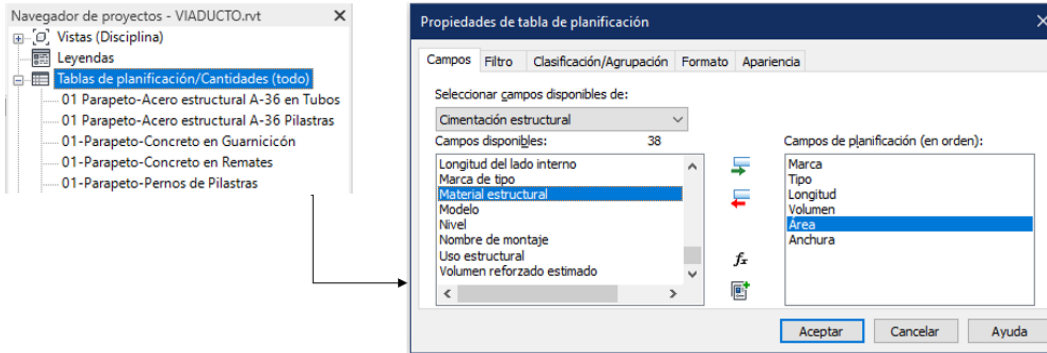 Navegador de proyectos - VIADUCTO.rvt
Vistas (Disciplina)
Leyendas
Tablas de planificación/Cantidades (todo)
01 Parapeto-Acero estructural A-36 en Tubos
01 Parapeto-Acero estructural A-36 Pilastras
01-Parapeto-Concreto en Guarnicicón
01-Parapeto-Concreto en Remates
01-Parapeto-Pernos de Pilastras
Propiedades de tabla de planificación
Campos Filtro Clasificación/Agrupación Formato Apariencia
Seleccionar campos disponibles de:
Cimentación estructural
Campos disponibles: 38
Longitud del lado interno
Marca de tipo
Material estructural
Modelo
Nivel
Nombre de montaje
Uso estructural
Volumen reforzado estimado
fx
Campos de planificación (en orden):
Marca
Tipo
Longitud
Volumen
Área
Anchura
Aceptar Cancelar Ayuda